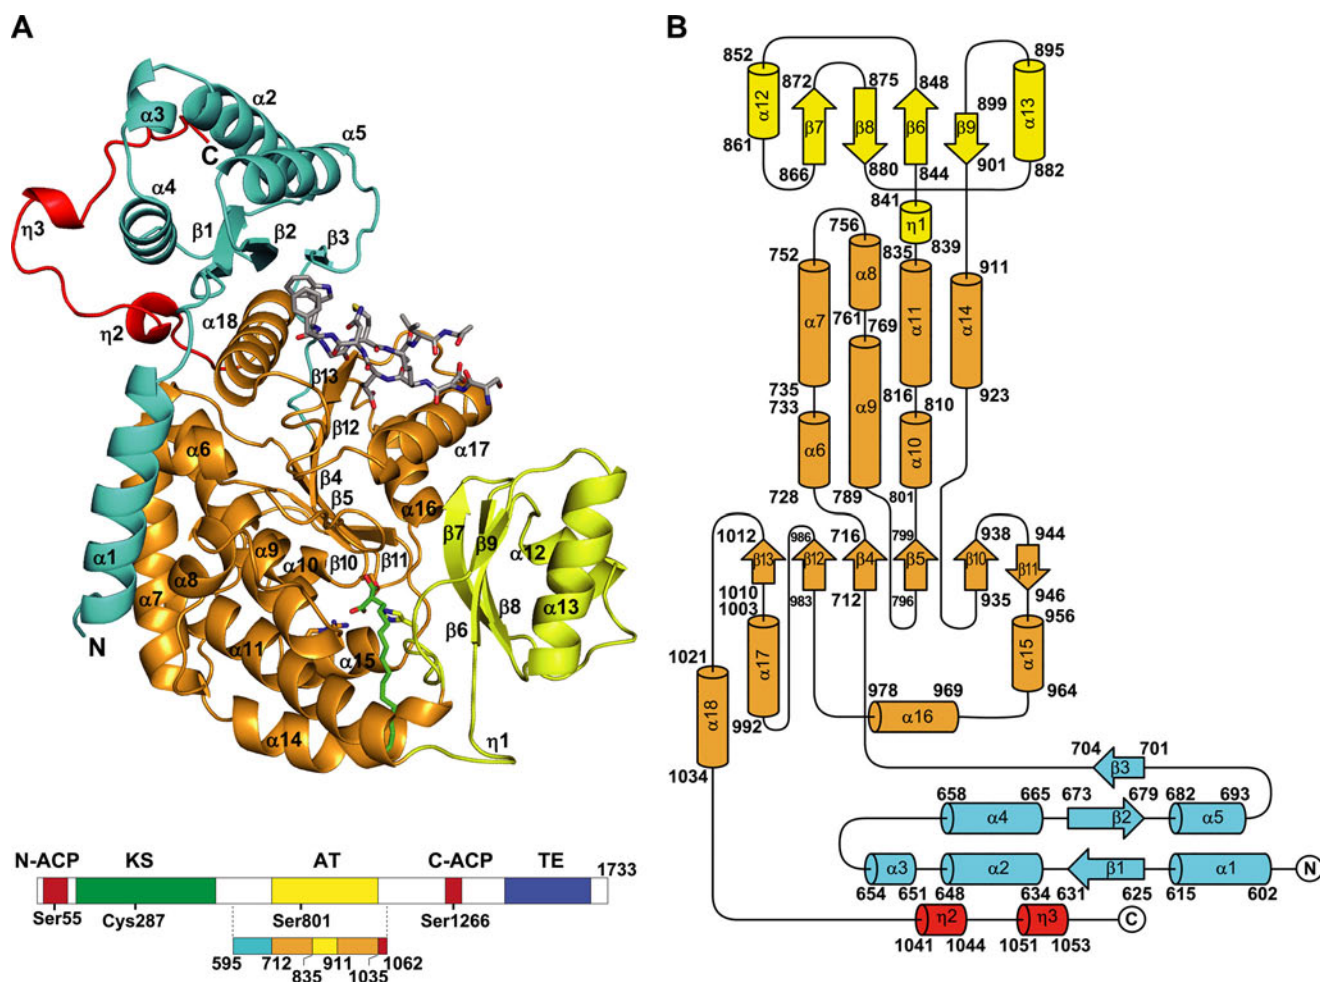 A
α3
α2
α5
C
α4
η3
β1
β2
β3
η2
α18
β13
β12
α17
α6
β4
β5
α16
β7
β9
α12
α9
α10
β10
β11
α1
α8
α7
β8
α13
β6
N
α11
α15
α14
η1
N-ACP KS AT C-ACP TE 1733
Ser55 Cys287 Ser801 Ser1266
595 712 835 911 1035 1062
B
852 872 875 848 899 895
α12 β7 β8 β6 β9 α13
861 866 880 844 901 882
841
η1
752 756 835 839 911
α7 α8 α11 α14
761 769
α9
735 816 810 923
733
α6 α10
728 789 801
1012 986 716 799 938 944
β13 β12 β4 β5 β10 β11
1010 983 712 796 935 946
1003 956
α17 α15
1021 978 969 964
α18 992 α16
1034 704 701
β3
658 665 673 679 682 693
α4 β2 α5
α3 α2 β1 α1 N
654 651 648 634 631 625 615 602
η2 η3 C
1041 1044 1051 1053